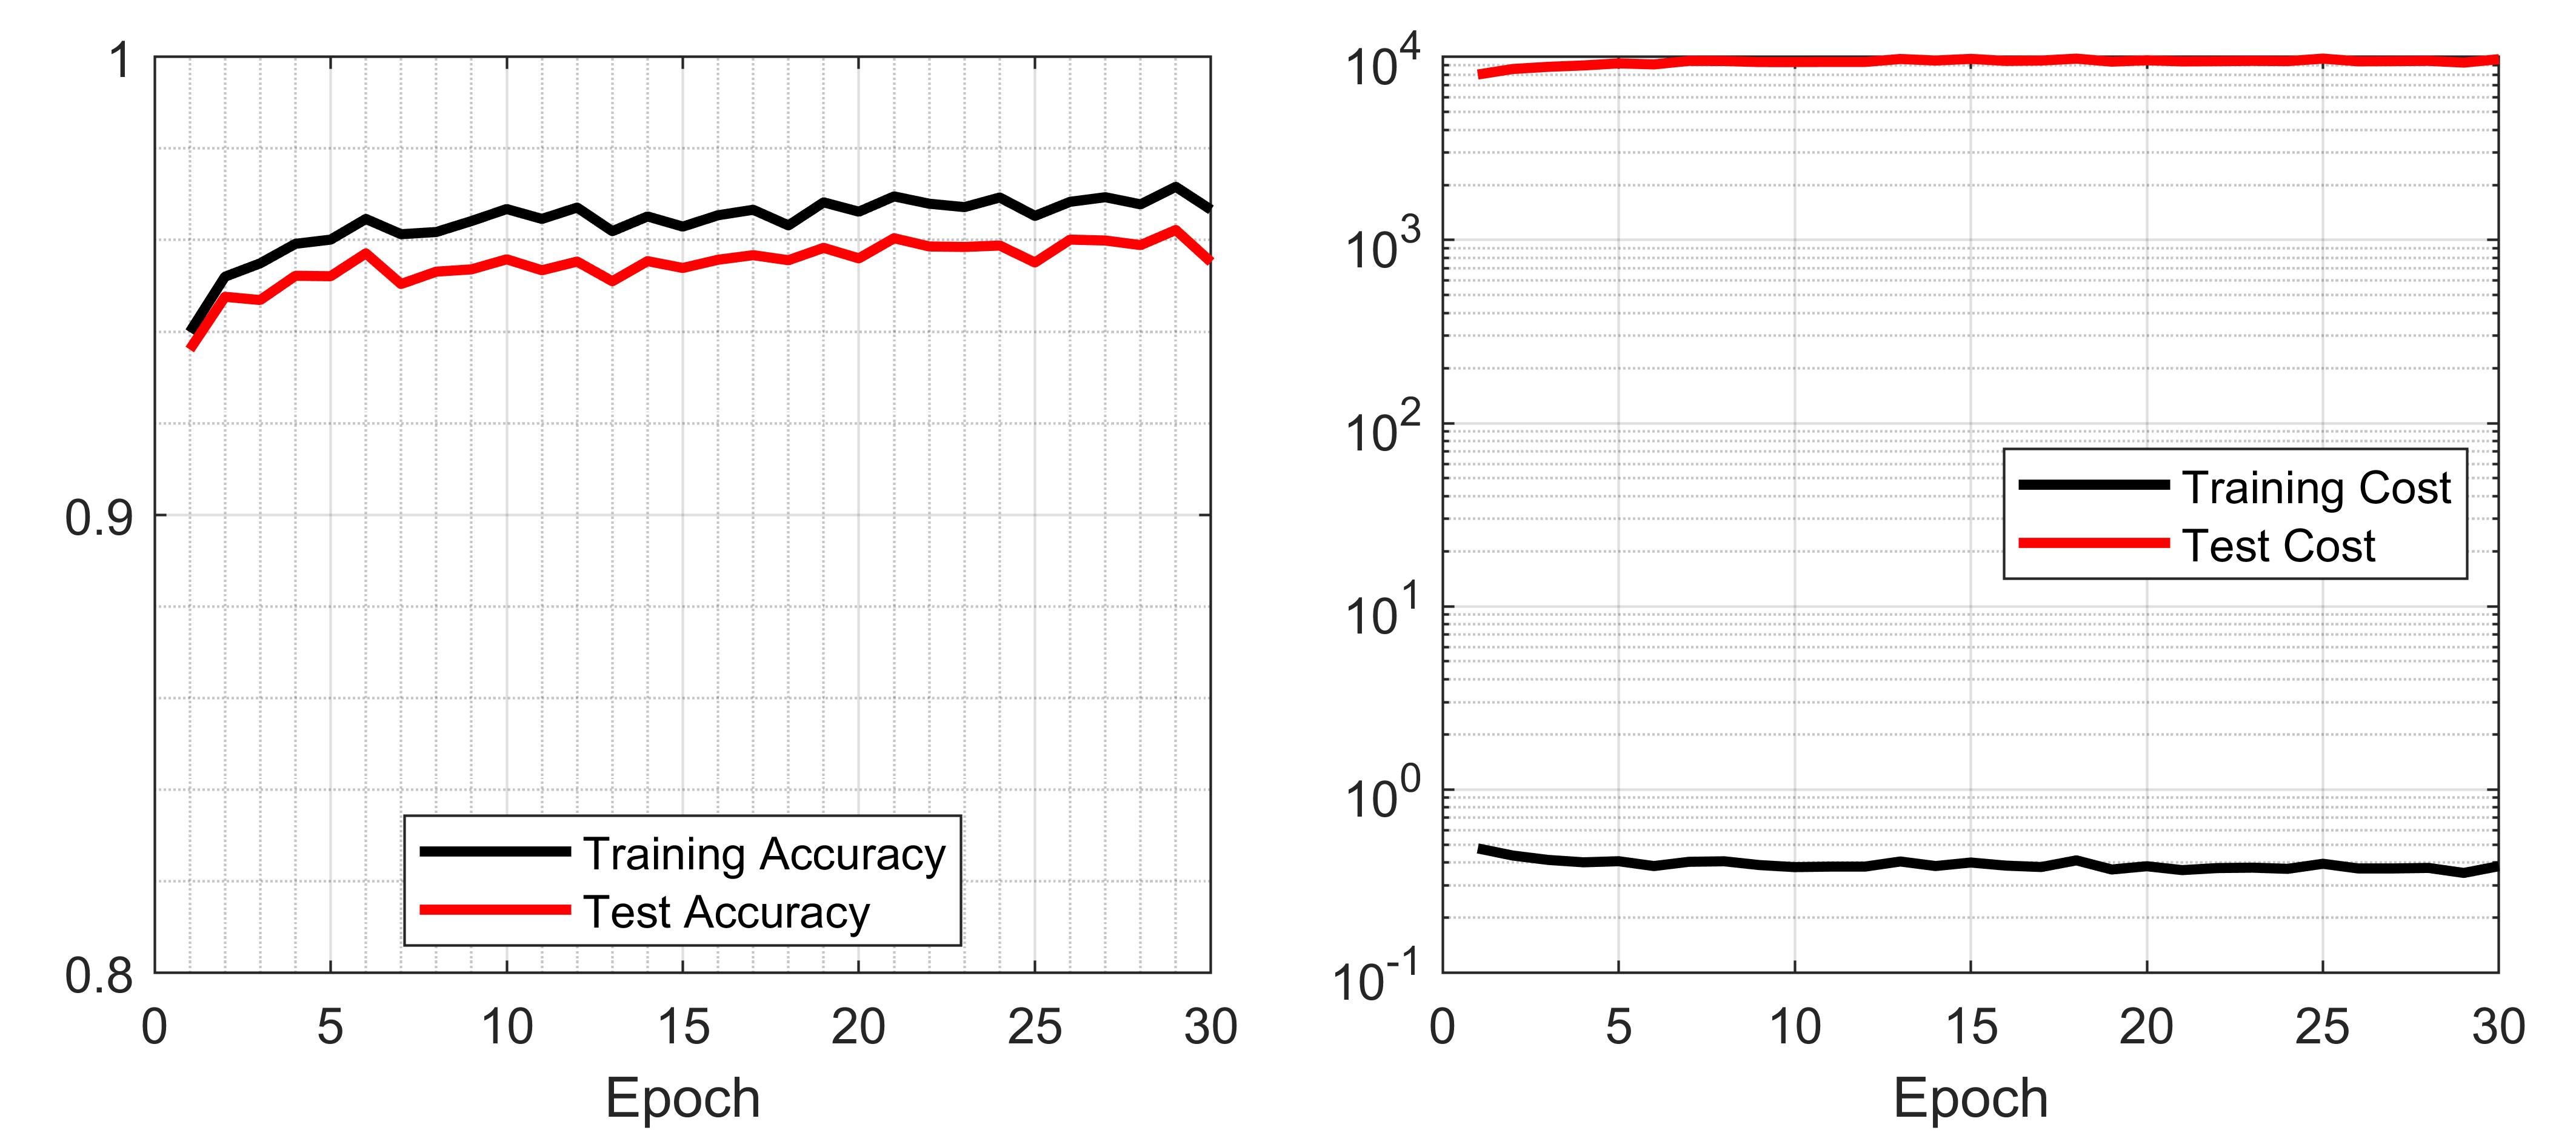 1
0.9
0.8
0 5 10 15 20 25 30
Epoch
Training Accuracy
Test Accuracy
10^4
10^3
10^2
10^1
10^0
10^-1
0 5 10 15 20 25 30
Epoch
Training Cost
Test Cost